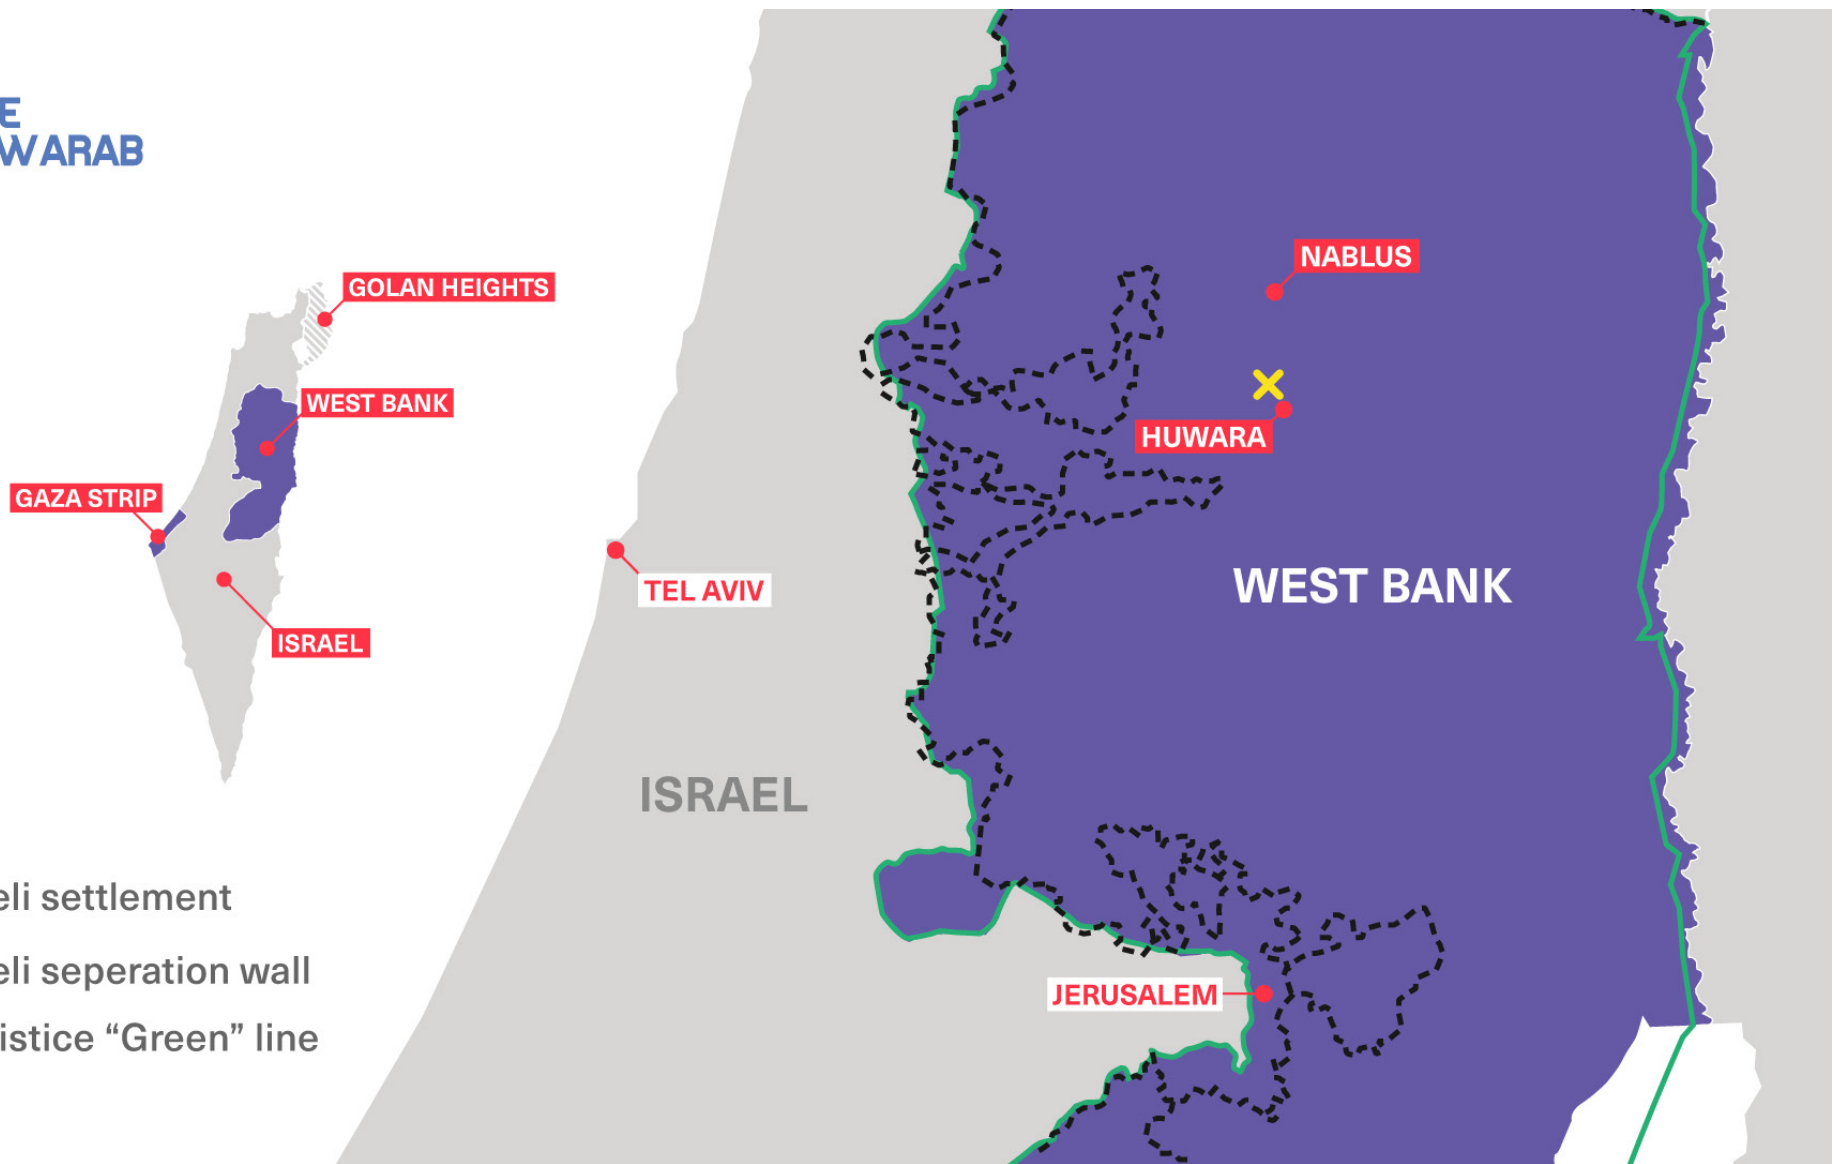 E
W ARAB
GOLAN HEIGHTS
WEST BANK
GAZA STRIP
ISRAEL
NABLUS
HUWARA
TEL AVIV
WEST BANK
ISRAEL
JERUSALEM
eli settlement
eli seperation wall
istice “Green” line